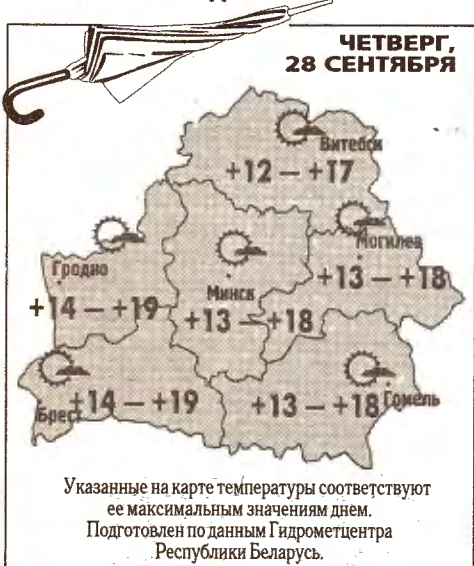 ЧЕТВЕРГ,
28 СЕНТЯБРЯ
Витебск
+12 — +17
Могилев
+13 — +18
Гродно
+14 — +19
Минск
+13 — +18
Брест
+14 — +19
Гомель
+13 — +18
Указанные на карте температуры соответствуют
ее максимальным значениям днем.
Подготовлен по данным Гидрометцентра
Республики Беларусь.